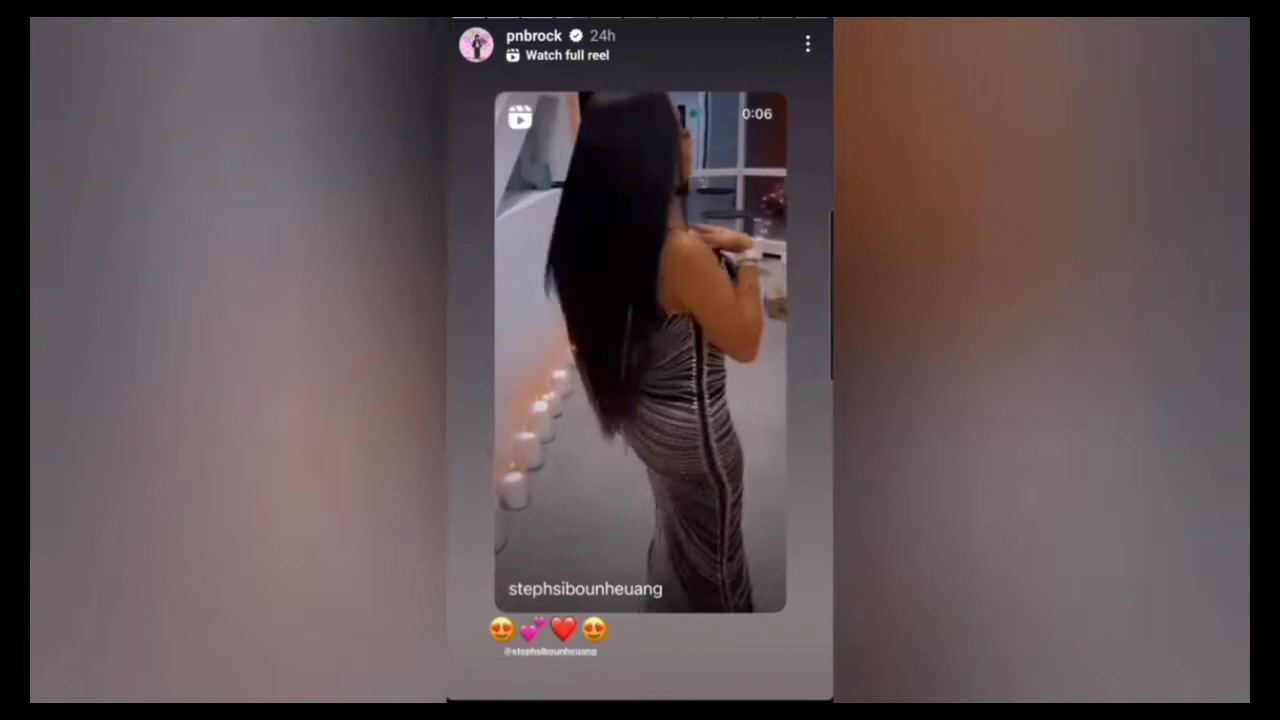 pnbrock 24h
Watch full reel
0:06
stephsibounheuang
😍💕❤️😍
@stephsibounheuang